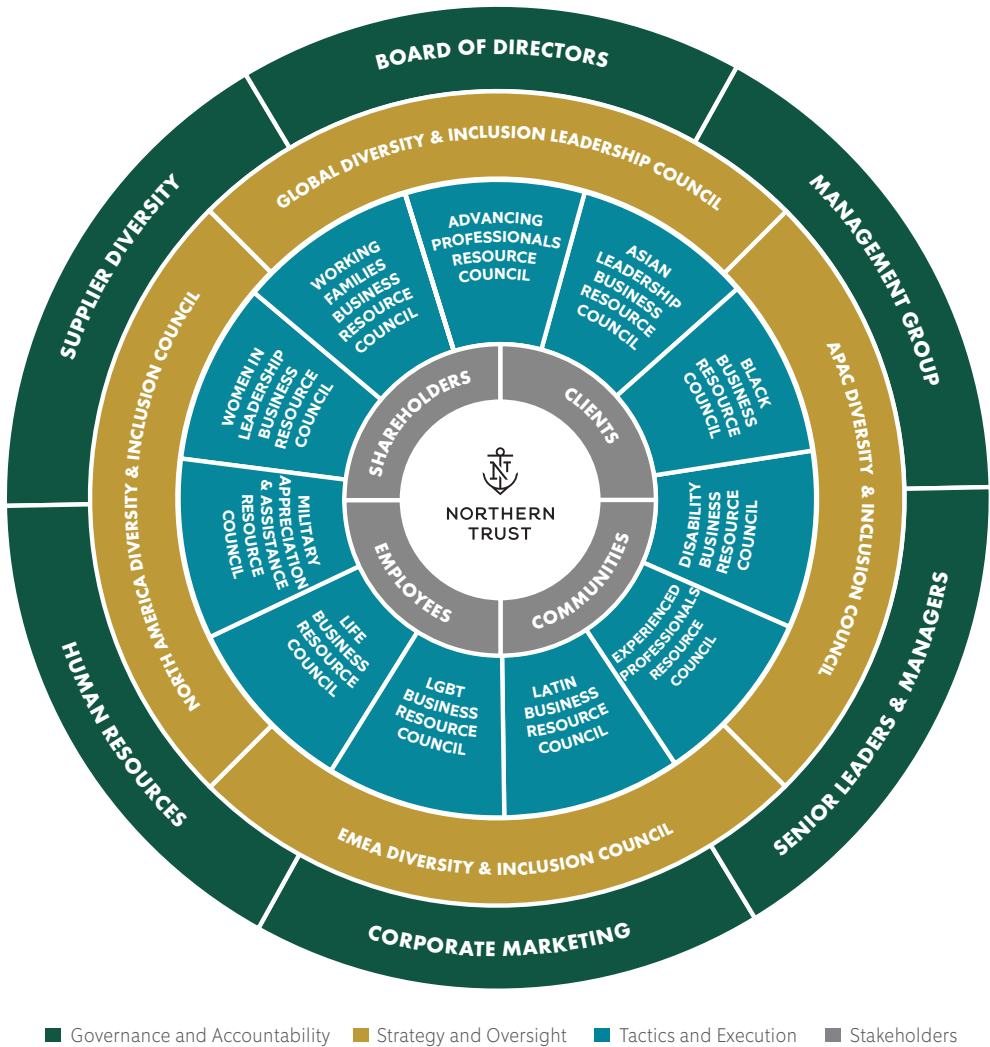 BOARD OF DIRECTORS
MANAGEMENT GROUP
SENIOR LEADERS & MANAGERS
CORPORATE MARKETING
HUMAN RESOURCES
SUPPLIER DIVERSITY
GLOBAL DIVERSITY & INCLUSION LEADERSHIP COUNCIL
APAC DIVERSITY & INCLUSION COUNCIL
EMEA DIVERSITY & INCLUSION COUNCIL
NORTH AMERICA DIVERSITY & INCLUSION COUNCIL
ADVANCING
PROFESSIONALS
RESOURCE
COUNCIL
ASIAN
LEADERSHIP
BUSINESS
RESOURCE
COUNCIL
BLACK
BUSINESS
RESOURCE
COUNCIL
DISABILITY
BUSINESS
RESOURCE
COUNCIL
EXPERIENCED
PROFESSIONALS
RESOURCE
COUNCIL
LATIN
BUSINESS
RESOURCE
COUNCIL
LGBT
BUSINESS
RESOURCE
COUNCIL
LIFE
BUSINESS
RESOURCE
COUNCIL
MILITARY
APPRECIATION
& ASSISTANCE
RESOURCE
COUNCIL
WOMEN IN
LEADERSHIP
BUSINESS
RESOURCE
COUNCIL
WORKING
FAMILIES
BUSINESS
RESOURCE
COUNCIL
SHAREHOLDERS
CLIENTS
COMMUNITIES
EMPLOYEES
NORTHERN
TRUST
Governance and Accountability
Strategy and Oversight
Tactics and Execution
Stakeholders